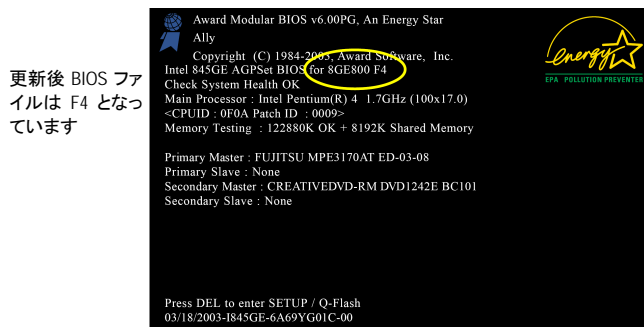 更新後 BIOS ファ
イルは F4 となっ
ています
Award Modular BIOS v6.00PG, An Energy Star
Ally
Copyright (C) 1984-2003, Award Software, Inc.
Intel 845GE AGPSet BIOS for 8GE800 F4
Check System Health OK
Main Processor : Intel Pentium(R) 4 1.7GHz (100x17.0)
<CPUID : 0F0A Patch ID : 0009>
Memory Testing : 122880K OK + 8192K Shared Memory
Primary Master : FUJITSU MPE3170AT ED-03-08
Primary Slave : None
Secondary Master : CREATIVEDVD-RM DVD1242E BC101
Secondary Slave : None
Press DEL to enter SETUP / Q-Flash
03/18/2003-I845GE-6A69YG01C-00
energy
EPA POLLUTION PREVENTER